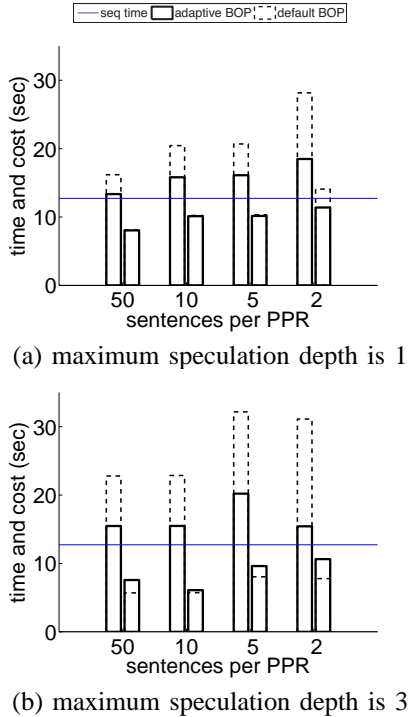 seq time adaptive BOP default BOP
30
20
10
0
time and cost (sec)
50 10 5 2
sentences per PPR
(a) maximum speculation depth is 1
30
20
10
0
time and cost (sec)
50 10 5 2
sentences per PPR
(b) maximum speculation depth is 3